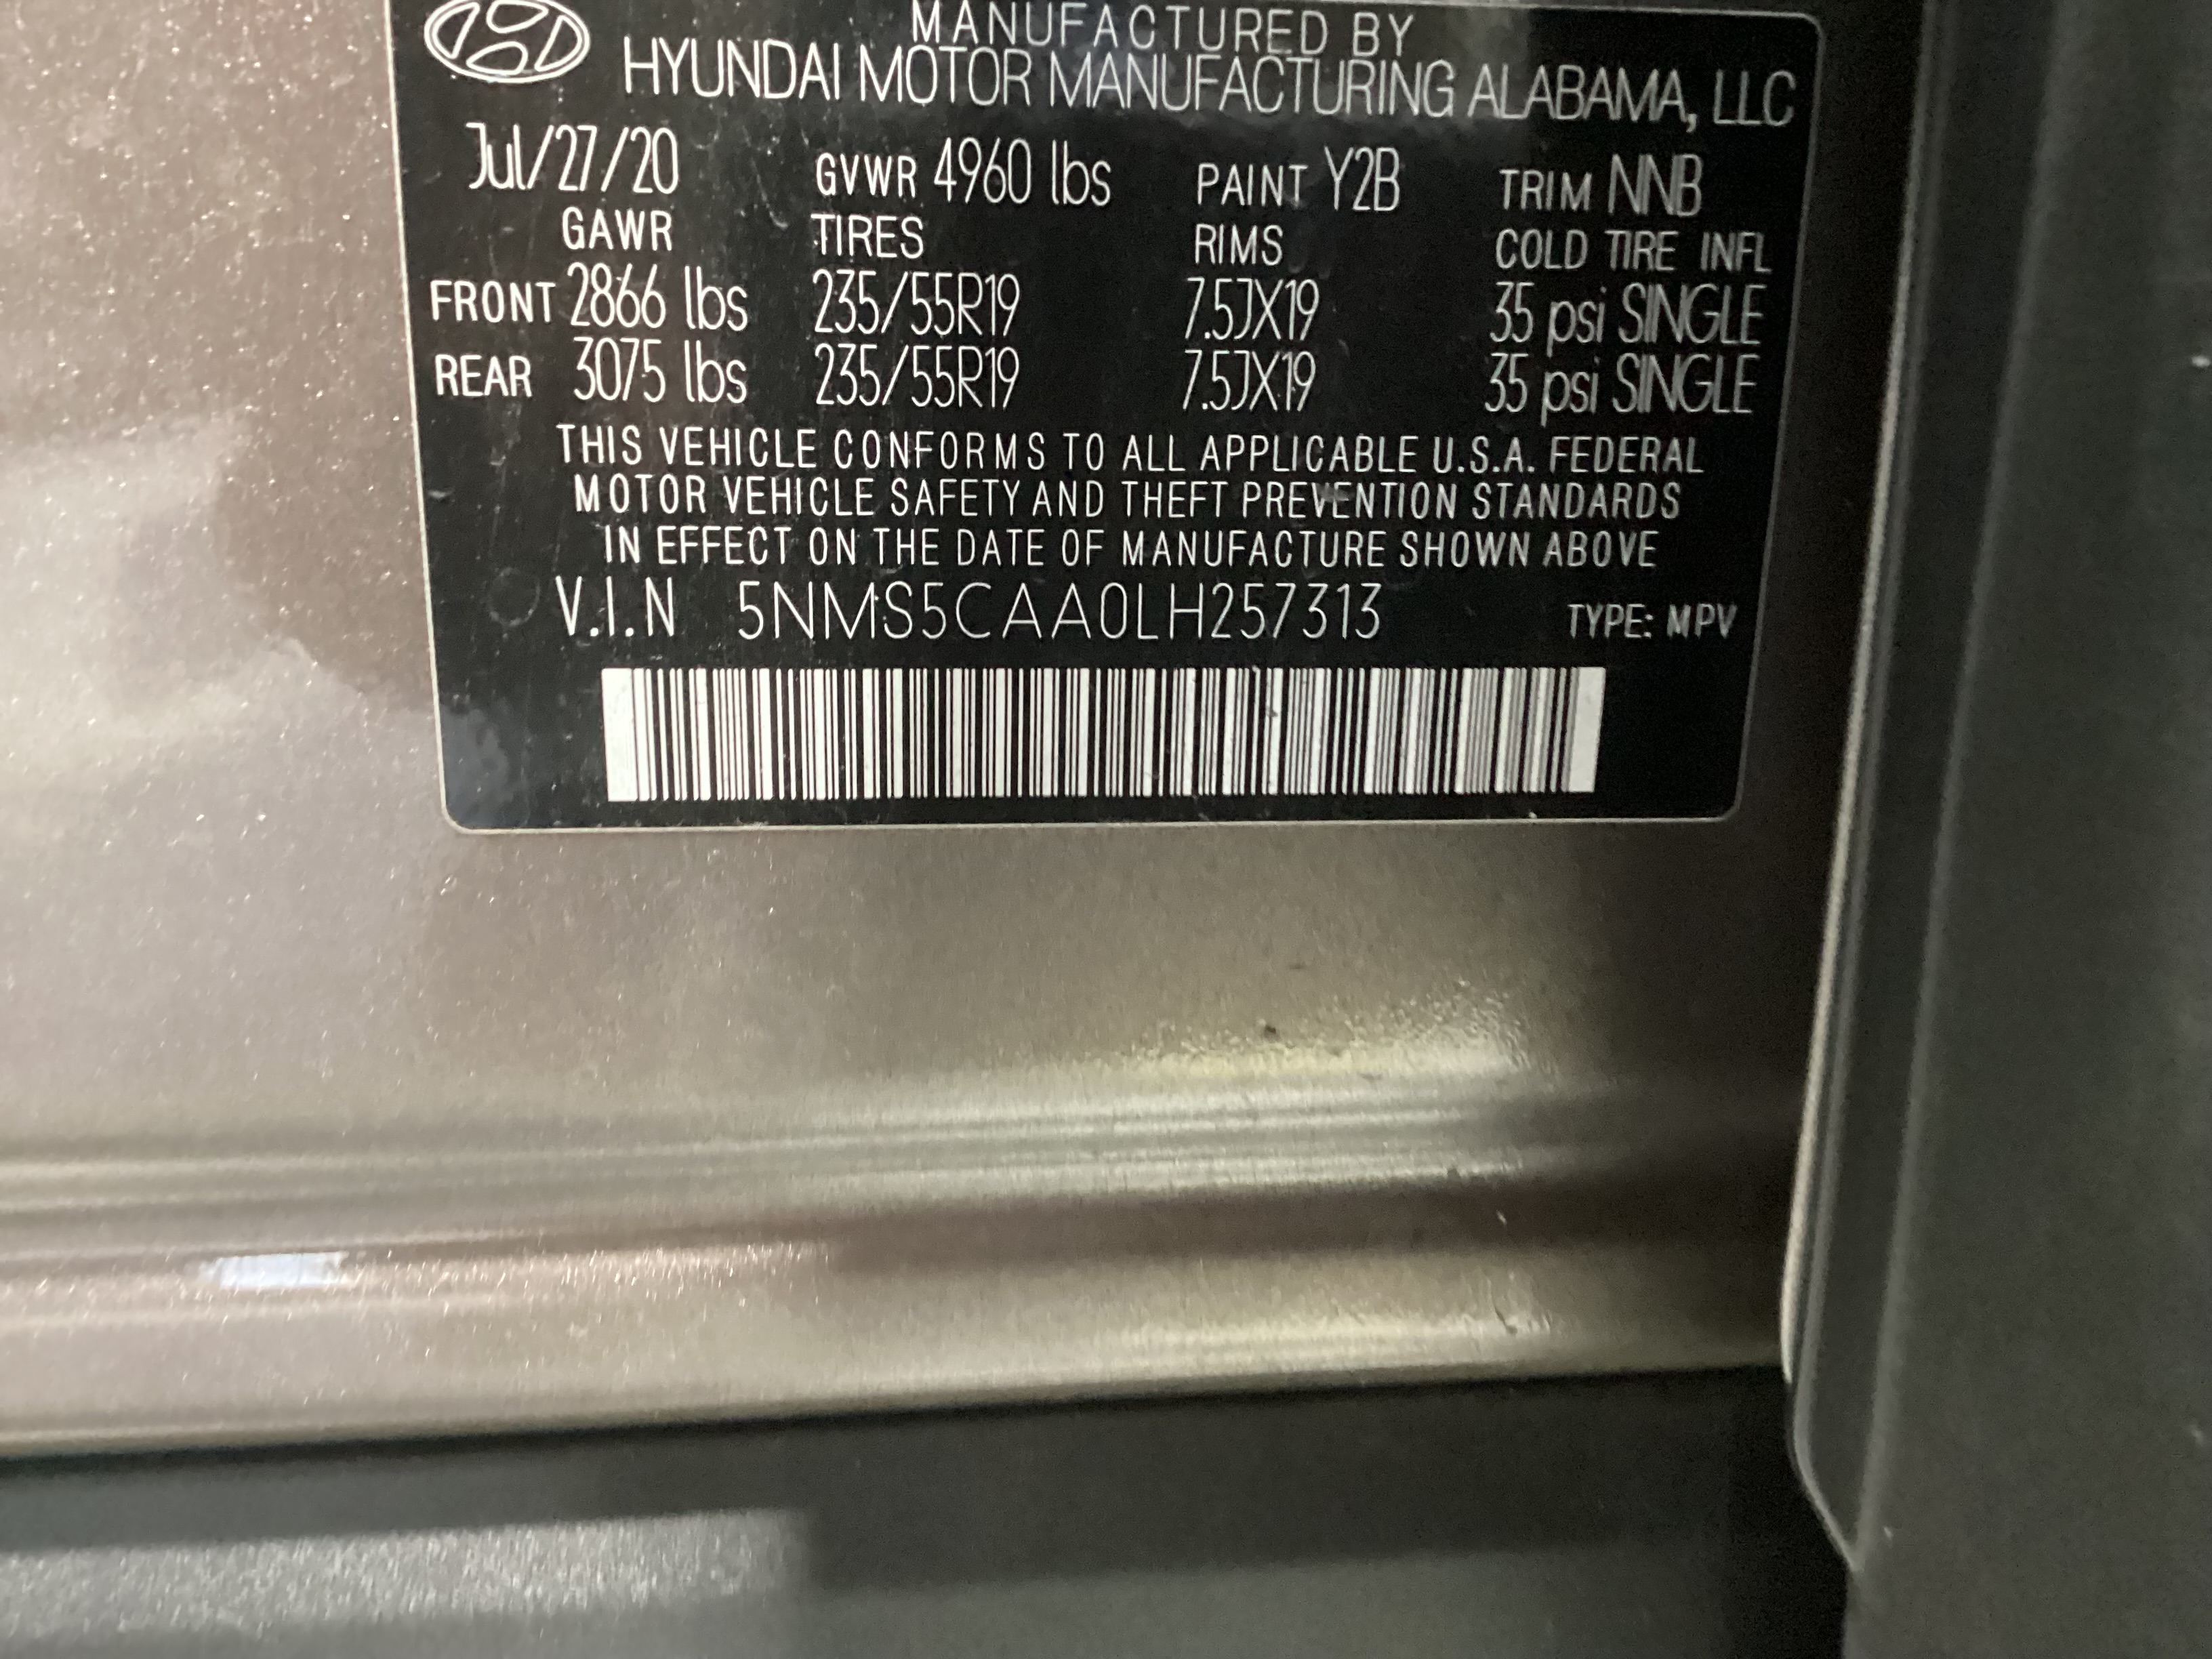 MANUFACTURED BY
HYUNDAI MOTOR MANUFACTURING ALABAMA, LLC
Jul/27/20 GVWR 4960 lbs PAINT Y2B TRIM NNB
GAWR TIRES RIMS COLD TIRE INFL
FRONT 2866 lbs 235/55R19 7.5JX19 35 psi SINGLE
REAR 3075 lbs 235/55R19 7.5JX19 35 psi SINGLE
THIS VEHICLE CONFORMS TO ALL APPLICABLE U.S.A. FEDERAL
MOTOR VEHICLE SAFETY AND THEFT PREVENTION STANDARDS
IN EFFECT ON THE DATE OF MANUFACTURE SHOWN ABOVE
V.I.N 5NMS5CAA0LH257313 TYPE: MPV